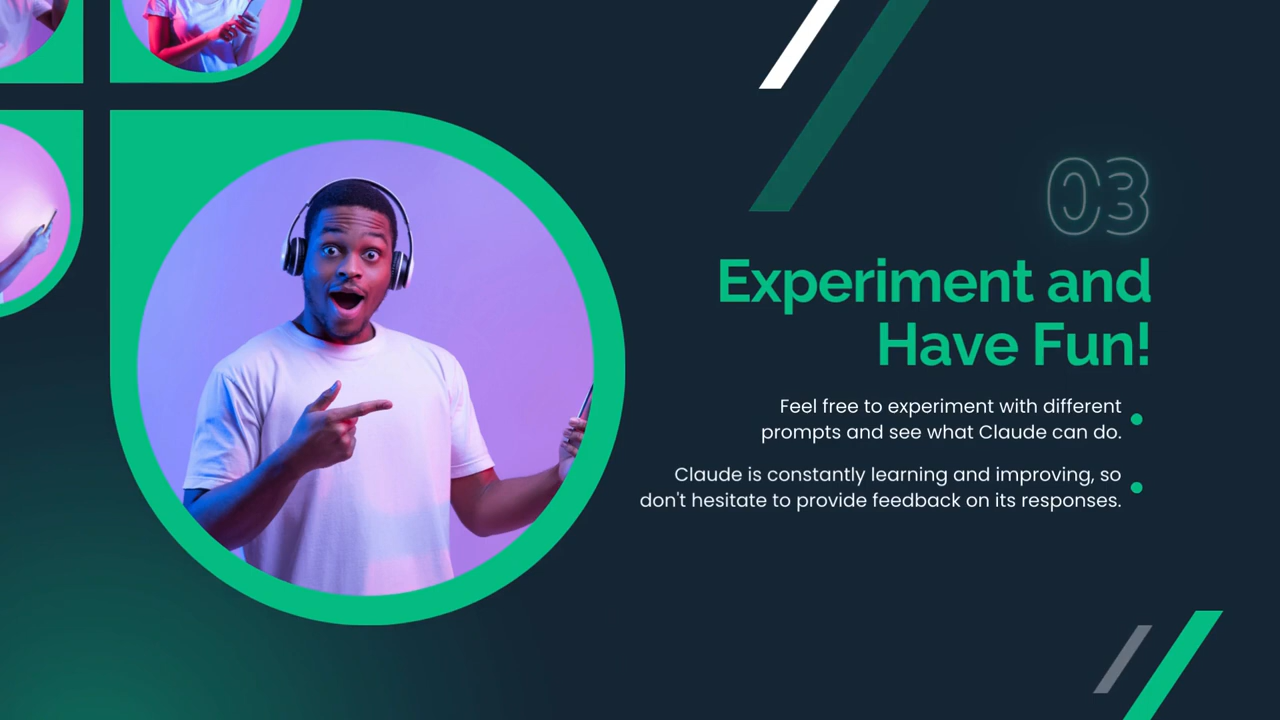 03
Experiment and
Have Fun!
Feel free to experiment with different
prompts and see what Claude can do.
Claude is constantly learning and improving, so
don't hesitate to provide feedback on its responses.